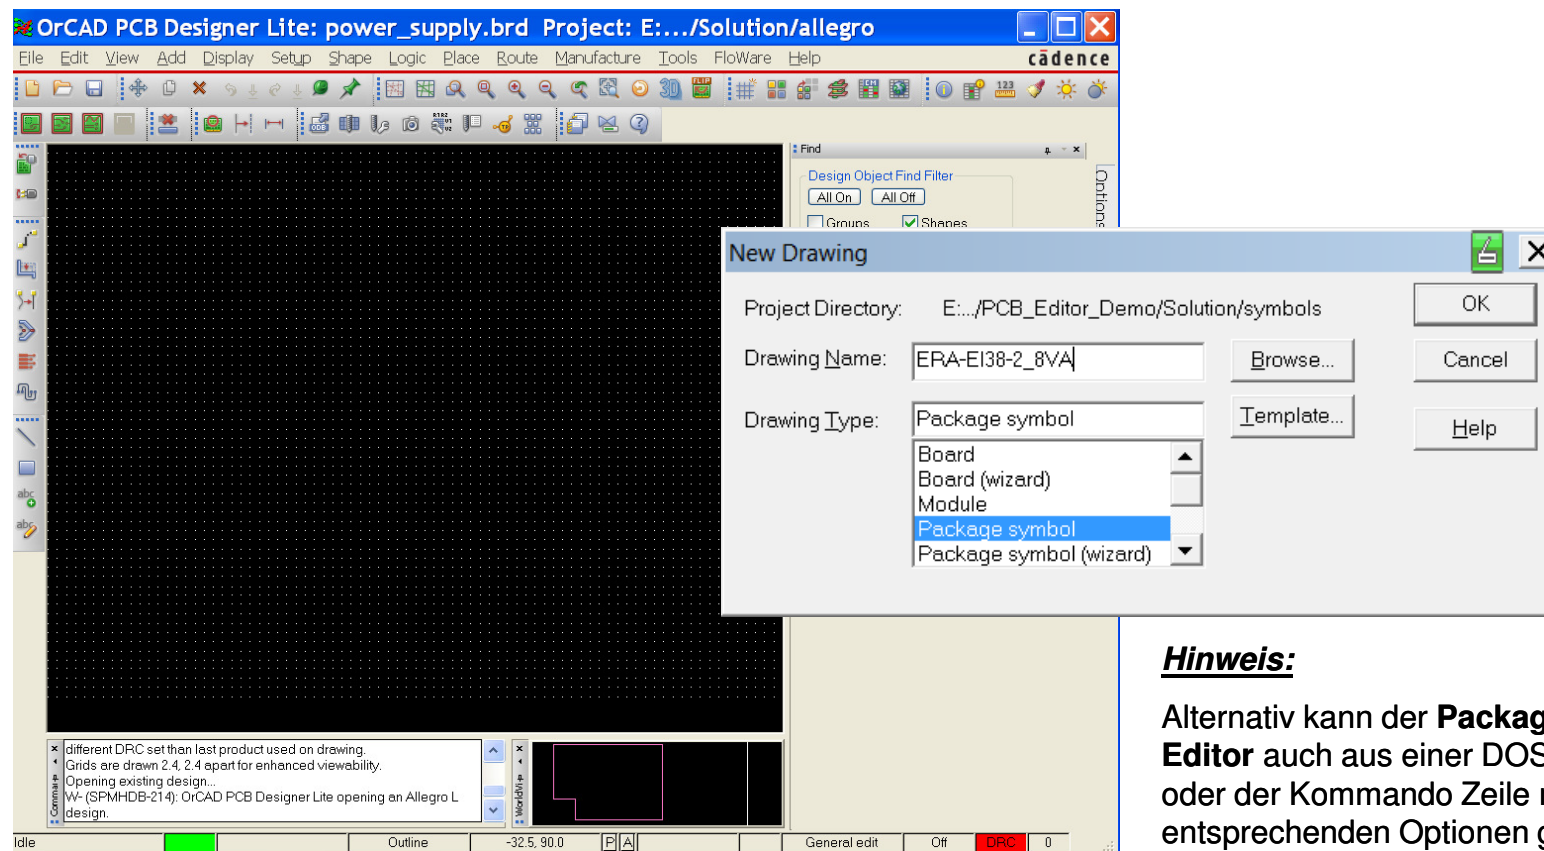 OrCAD PCB Designer Lite: power_supply.brd  Project: E:.../Solution/allegro
File Edit View Add Display Setup Shape Logic Place Route Manufacture Tools FloWare Help cādence
Find
Options
Design Object Find Filter
All On All Off
Groups Shapes
New Drawing
Project Directory: E:.../PCB_Editor_Demo/Solution/symbols
OK
Drawing Name: ERA-EI38-2_8VA
Browse...
Cancel
Drawing Type: Package symbol
Template...
Help
Board
Board (wizard)
Module
Package symbol
Package symbol (wizard)
Hinweis:
Alternativ kann der Packag
Editor auch aus einer DOS
oder der Kommando Zeile
entsprechenden Optionen g
different DRC set than last product used on drawing.
Grids are drawn 2.4, 2.4 apart for enhanced viewability.
Opening existing design...
W- (SPMHDB-214): OrCAD PCB Designer Lite opening an Allegro L
design.
Idle Outline -32.5, 90.0 P A General edit Off DRC 0